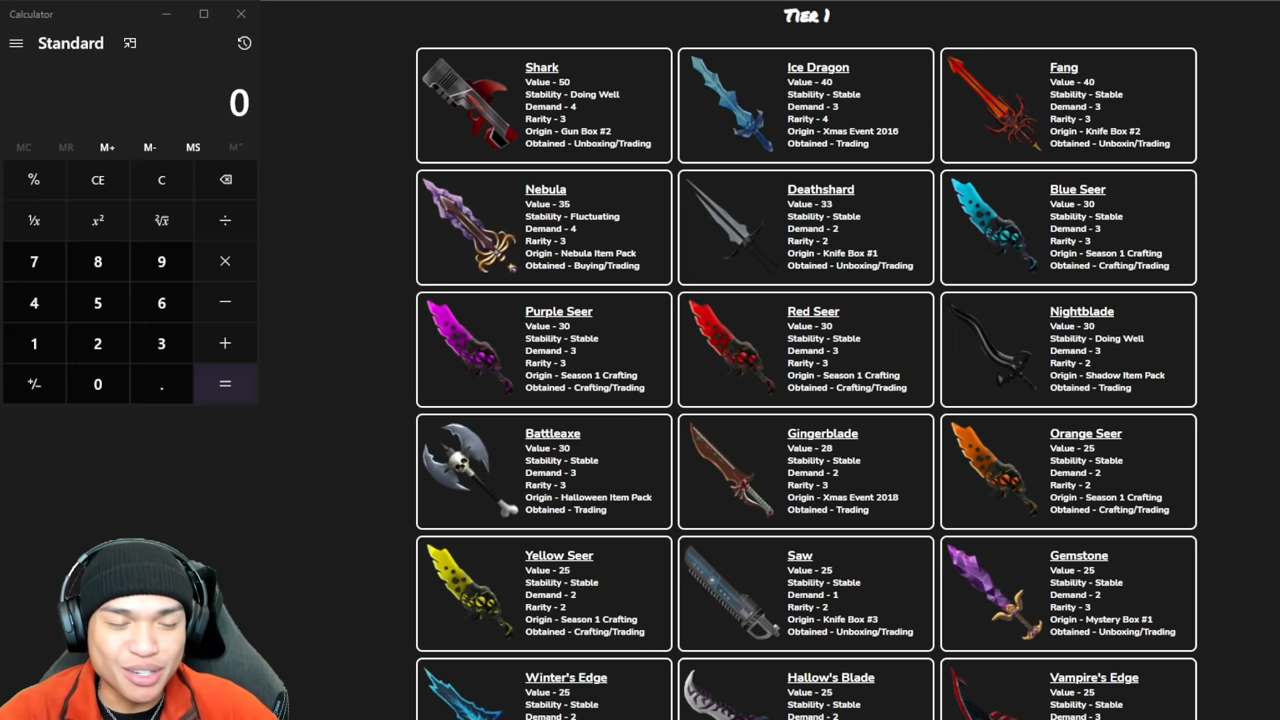 Calculator
Standard
0
MC MR M+ M- MS M˅
% CE C
¹/x x² ²√x ÷
7 8 9 ×
4 5 6 −
1 2 3 +
+/− 0 . =
Tier 1
Shark
Value - 50
Stability - Doing Well
Demand - 4
Rarity - 3
Origin - Gun Box #2
Obtained - Unboxing/Trading
Ice Dragon
Value - 40
Stability - Stable
Demand - 3
Rarity - 4
Origin - Xmas Event 2016
Obtained - Trading
Fang
Value - 40
Stability - Stable
Demand - 3
Rarity - 3
Origin - Knife Box #2
Obtained - Unboxin/Trading
Nebula
Value - 35
Stability - Fluctuating
Demand - 4
Rarity - 3
Origin - Nebula Item Pack
Obtained - Buying/Trading
Deathshard
Value - 33
Stability - Stable
Demand - 2
Rarity - 2
Origin - Knife Box #1
Obtained - Unboxing/Trading
Blue Seer
Value - 30
Stability - Stable
Demand - 3
Rarity - 3
Origin - Season 1 Crafting
Obtained - Crafting/Trading
Purple Seer
Value - 30
Stability - Stable
Demand - 3
Rarity - 3
Origin - Season 1 Crafting
Obtained - Crafting/Trading
Red Seer
Value - 30
Stability - Stable
Demand - 3
Rarity - 3
Origin - Season 1 Crafting
Obtained - Crafting/Trading
Nightblade
Value - 30
Stability - Doing Well
Demand - 3
Rarity - 2
Origin - Shadow Item Pack
Obtained - Trading
Battleaxe
Value - 30
Stability - Stable
Demand - 3
Rarity - 3
Origin - Halloween Item Pack
Obtained - Trading
Gingerblade
Value - 28
Stability - Stable
Demand - 2
Rarity - 3
Origin - Xmas Event 2018
Obtained - Trading
Orange Seer
Value - 25
Stability - Stable
Demand - 2
Rarity - 2
Origin - Season 1 Crafting
Obtained - Crafting/Trading
Yellow Seer
Value - 25
Stability - Stable
Demand - 2
Rarity - 2
Origin - Season 1 Crafting
Obtained - Crafting/Trading
Saw
Value - 25
Stability - Stable
Demand - 1
Rarity - 2
Origin - Knife Box #3
Obtained - Unboxing/Trading
Gemstone
Value - 25
Stability - Stable
Demand - 2
Rarity - 3
Origin - Mystery Box #1
Obtained - Unboxing/Trading
Winter's Edge
Value - 25
Stability - Stable
Demand - 2
Hallow's Blade
Value - 25
Stability - Stable
Demand - 2
Vampire's Edge
Value - 25
Stability - Stable
Demand - 3